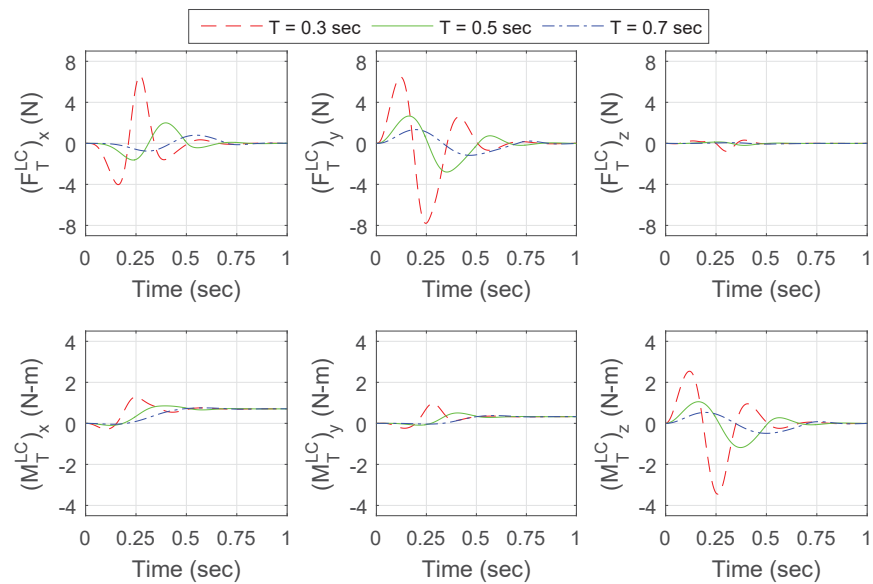 T = 0.3 sec T = 0.5 sec T = 0.7 sec
8
4
0
-4
-8
(F_T^LC)_x (N)
0 0.25 0.5 0.75 1
Time (sec)
8
4
0
-4
-8
(F_T^LC)_y (N)
0 0.25 0.5 0.75 1
Time (sec)
8
4
0
-4
-8
(F_T^LC)_z (N)
0 0.25 0.5 0.75 1
Time (sec)
4
2
0
-2
-4
(M_T^LC)_x (N-m)
0 0.25 0.5 0.75 1
Time (sec)
4
2
0
-2
-4
(M_T^LC)_y (N-m)
0 0.25 0.5 0.75 1
Time (sec)
4
2
0
-2
-4
(M_T^LC)_z (N-m)
0 0.25 0.5 0.75 1
Time (sec)